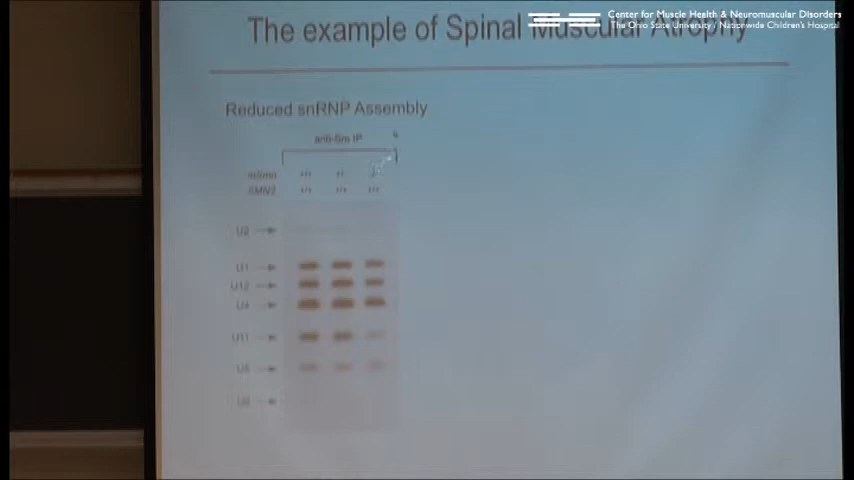 Center for Muscle Health & Neuromuscular Disorders
The Ohio State University / Nationwide Children's Hospital
The example of Spinal Muscular Atrophy
Reduced snRNP Assembly
anti-Sm IP
SMN2 +/+ +/+ +/+
U2
U1
U12
U4
U11
U5